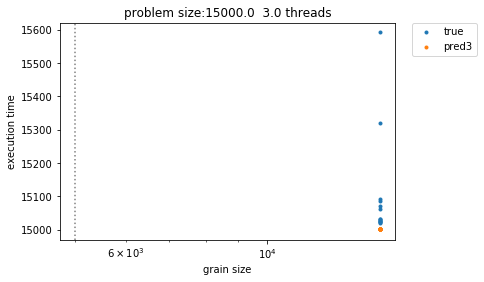 problem size:15000.0 3.0 threads
true
pred3
15600
15500
15400
15300
15200
15100
15000
execution time
6 × 10³
10⁴
grain size